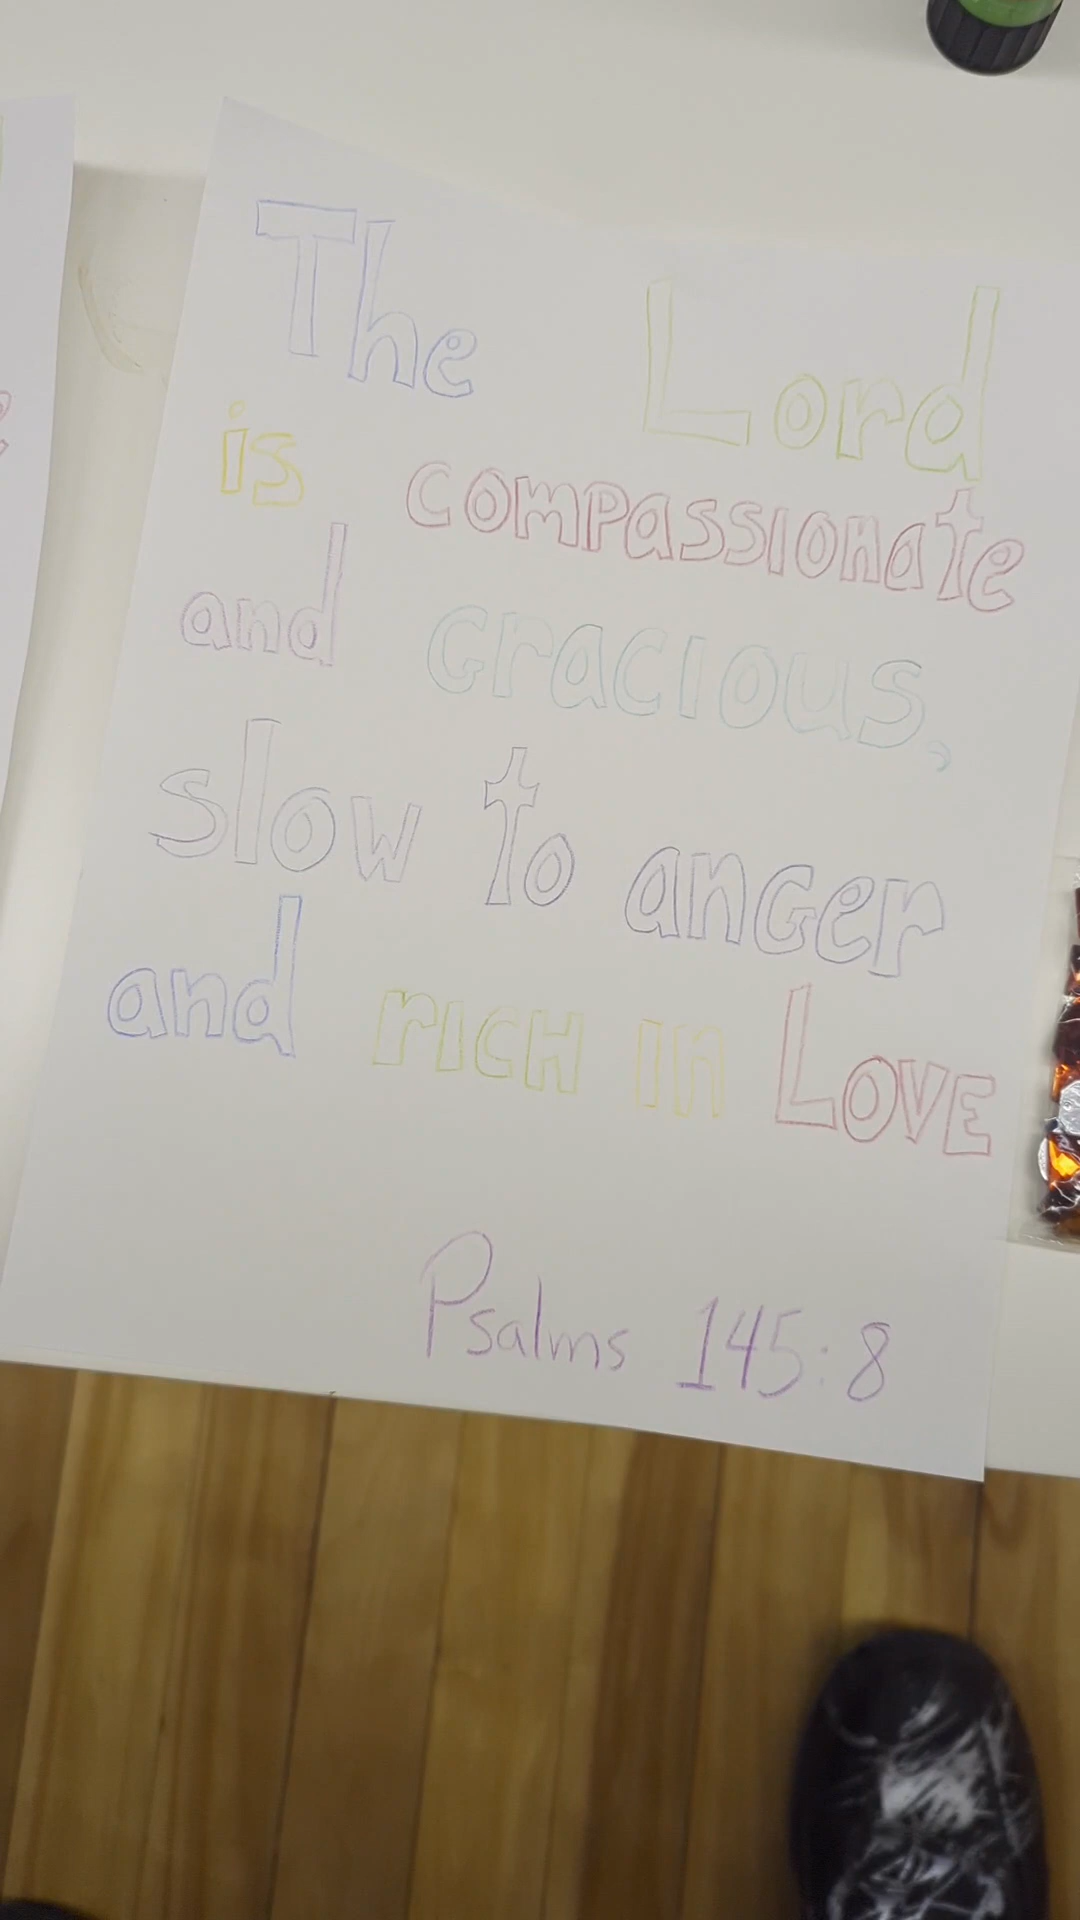 The Lord
is compassionate
and Gracious,
slow to anGer
and rICH In LOVE
Psalms 145:8